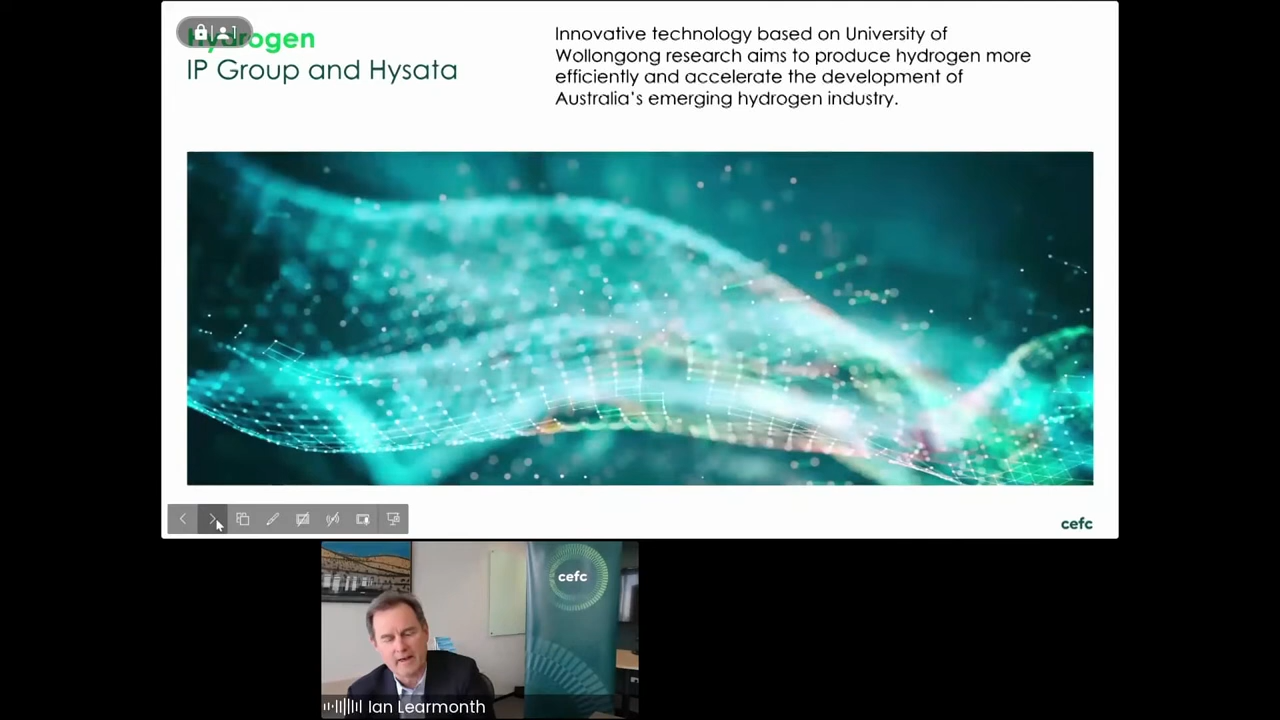 Hydrogen
IP Group and Hysata
Innovative technology based on University of
Wollongong research aims to produce hydrogen more
efficiently and accelerate the development of
Australia's emerging hydrogen industry.
cefc
cefc
Ian Learmonth